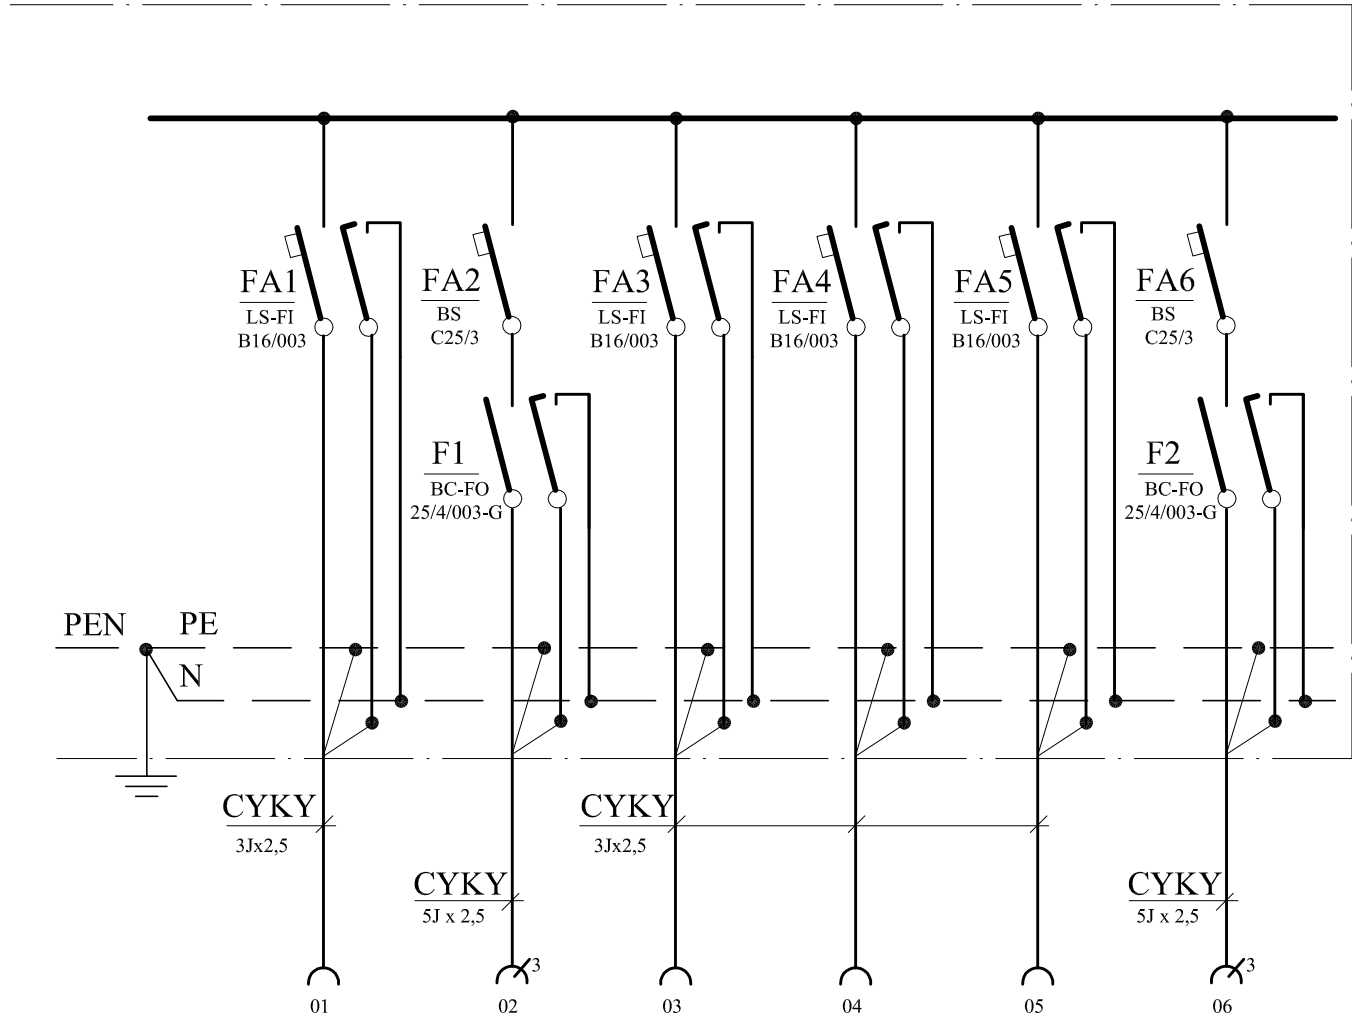 FA1
LS-FI
B16/003
FA2
BS
C25/3
FA3
LS-FI
B16/003
FA4
LS-FI
B16/003
FA5
LS-FI
B16/003
FA6
BS
C25/3
F1
BC-FO
25/4/003-G
F2
BC-FO
25/4/003-G
PEN PE
N
CYKY
3Jx2,5
CYKY
3Jx2,5
CYKY
5J x 2,5
CYKY
5J x 2,5
3
3
01 02 03 04 05 06